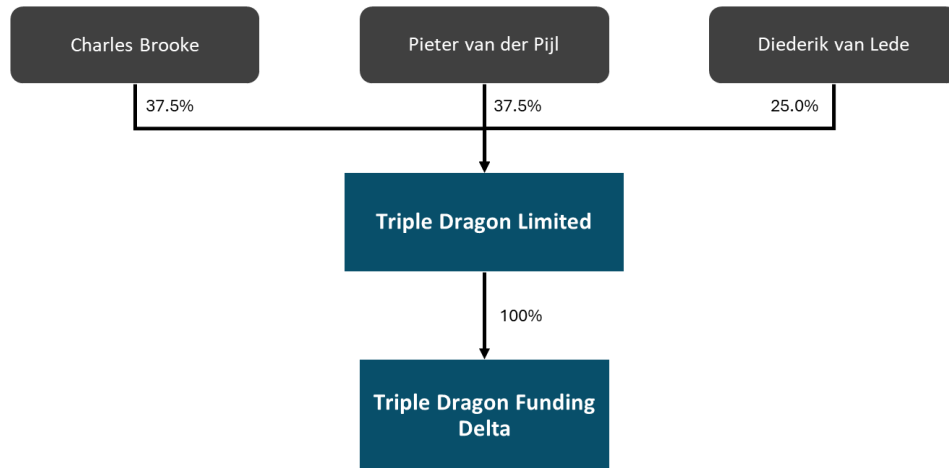 Charles Brooke
Pieter van der Pijl
Diederik van Lede
37.5%
37.5%
25.0%
Triple Dragon Limited
100%
Triple Dragon Funding
Delta